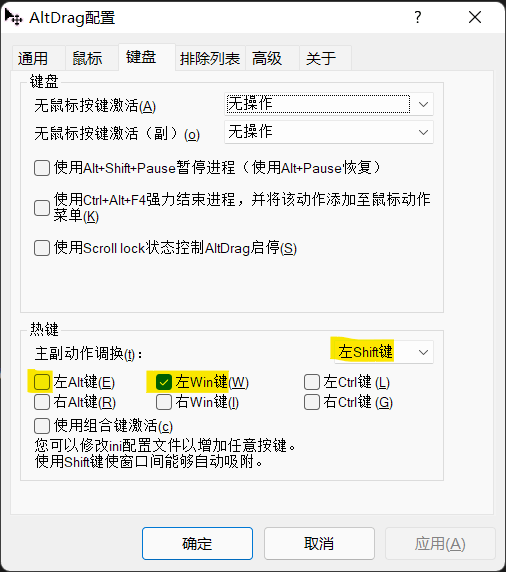 AltDrag配置
通用 鼠标 键盘 排除列表 高级 关于
键盘
无鼠标按键激活(A) 无操作
无鼠标按键激活（副）(o) 无操作
使用Alt+Shift+Pause暂停进程（使用Alt+Pause恢复）
使用Ctrl+Alt+F4强力结束进程，并将该动作添加至鼠标动作
菜单(K)
使用Scroll lock状态控制AltDrag启停(S)
热键
主副动作调换(t)： 左Shift键
左Alt键(E) 左Win键(W) 左Ctrl键 (L)
右Alt键(R) 右Win键(I) 右Ctrl键 (G)
使用组合键激活(c)
您可以修改ini配置文件以增加任意按键。
使用Shift键使窗口间能够自动吸附。
确定 取消 应用(A)